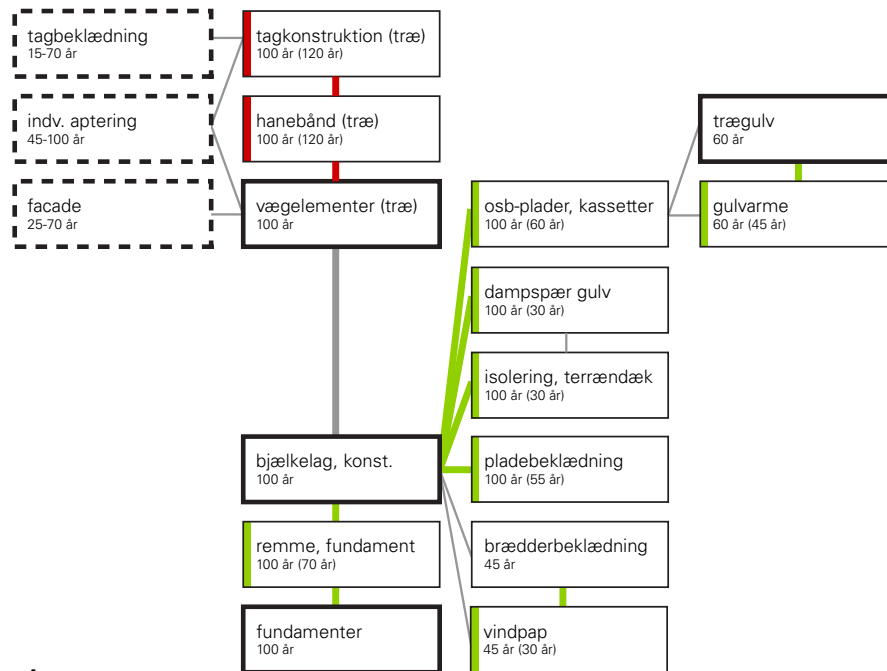 tagbeklædning
15-70 år
indv. aptering
45-100 år
facade
25-70 år
tagkonstruktion (træ)
100 år (120 år)
hanebånd (træ)
100 år (120 år)
vægelementer (træ)
100 år
bjælkelag, konst.
100 år
remme, fundament
100 år (70 år)
fundamenter
100 år
osb-plader, kassetter
100 år (60 år)
dampspær gulv
100 år (30 år)
isolering, terrændæk
100 år (30 år)
pladebeklædning
100 år (55 år)
brædderbeklædning
45 år
vindpap
45 år (30 år)
trægulv
60 år
gulvarme
60 år (45 år)